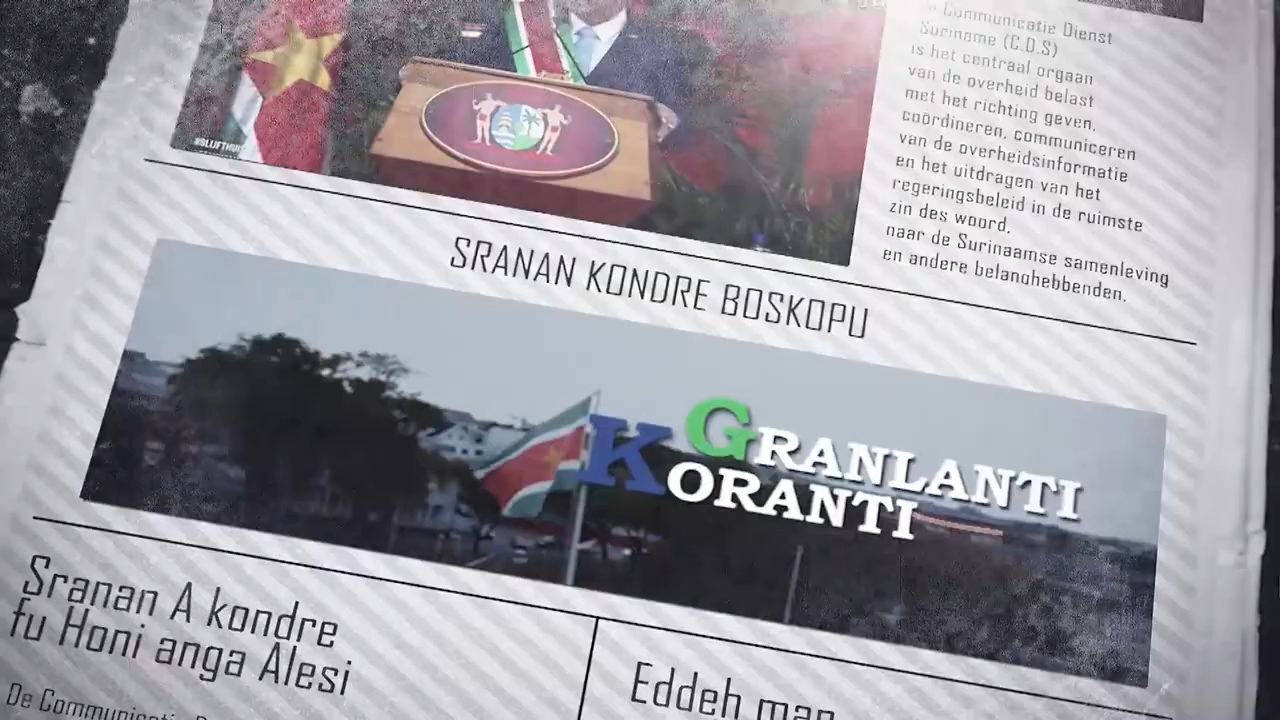 Communicatie Dienst
Suriname (C.D.S)
is het centraal orgaan
van de overheid belast
met het richting geven,
coördineren, communiceren
van de overheidsinformatie
en het uitdragen van het
regeringsbeleid in de ruimste
zin des woord,
naar de Surinaamse samenleving
en andere belanghebbenden.
SRANAN KONDRE BOSKOPU
GRANLANTI
KORANTI
Sranan A kondre
fu Honi anga Alesi
De
Eddeh man